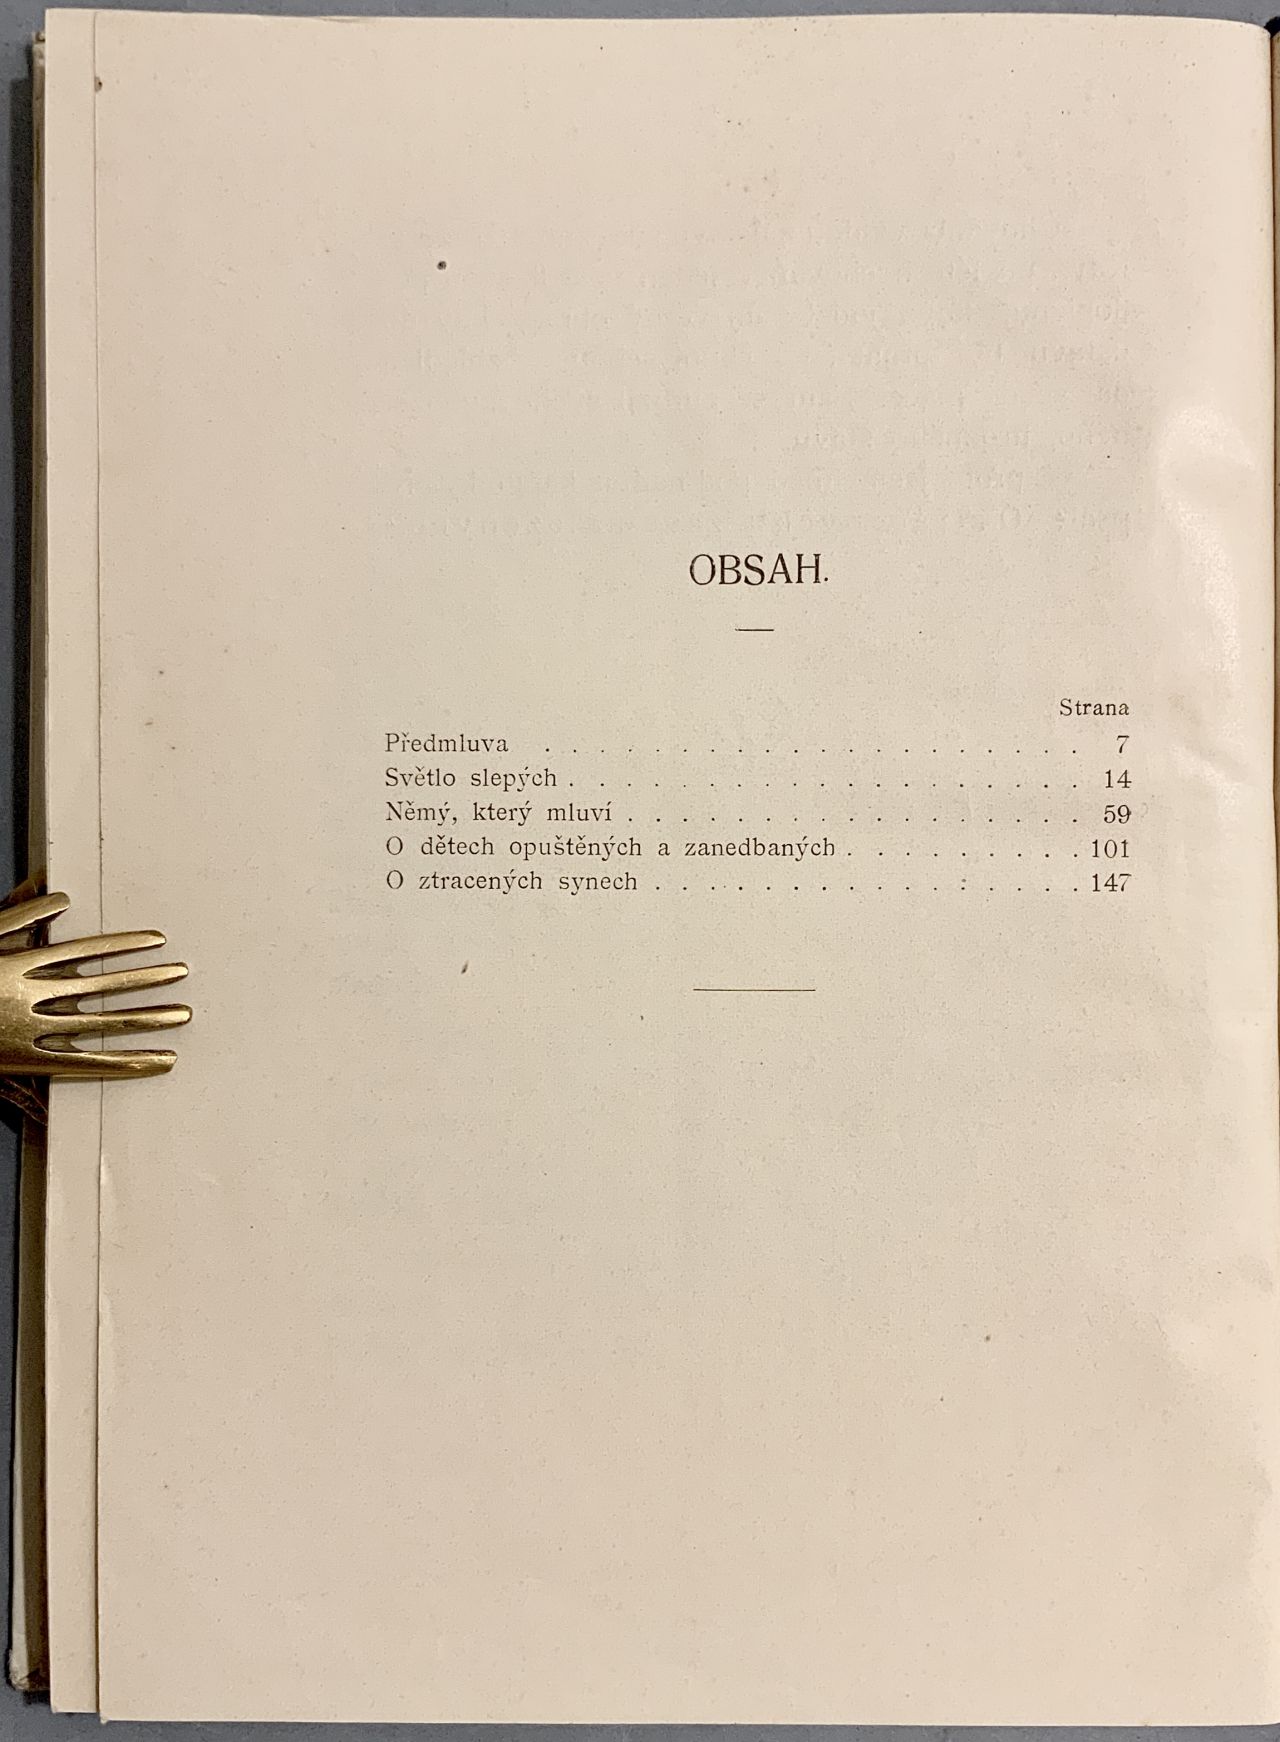 OBSAH.
Strana
Předmluva . . . . . . . . . . . . . . . . . . . . 7
Světlo slepých . . . . . . . . . . . . . . . . . . . 14
Němý, který mluví . . . . . . . . . . . . . . . . . 59
O dětech opuštěných a zanedbaných . . . . . . . . . 101
O ztracených synech . . . . . . . . . . . . . . . . 147